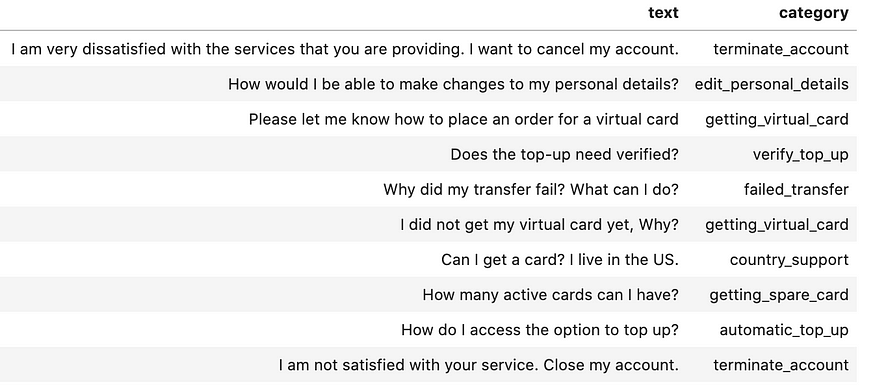 text category
I am very dissatisfied with the services that you are providing. I want to cancel my account. terminate_account
How would I be able to make changes to my personal details? edit_personal_details
Please let me know how to place an order for a virtual card getting_virtual_card
Does the top-up need verified? verify_top_up
Why did my transfer fail? What can I do? failed_transfer
I did not get my virtual card yet, Why? getting_virtual_card
Can I get a card? I live in the US. country_support
How many active cards can I have? getting_spare_card
How do I access the option to top up? automatic_top_up
I am not satisfied with your service. Close my account. terminate_account